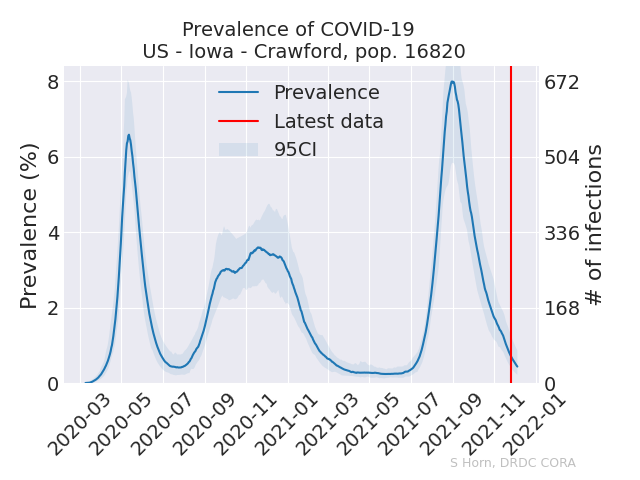 Prevalence of COVID-19
US - Iowa - Crawford, pop. 16820
Prevalence (%)
8
6
4
2
0
Prevalence
Latest data
95CI
672
504
336
168
0
# of infections
2020-03
2020-05
2020-07
2020-09
2020-11
2021-01
2021-03
2021-05
2021-07
2021-09
2021-11
2022-01
S Horn, DRDC CORA